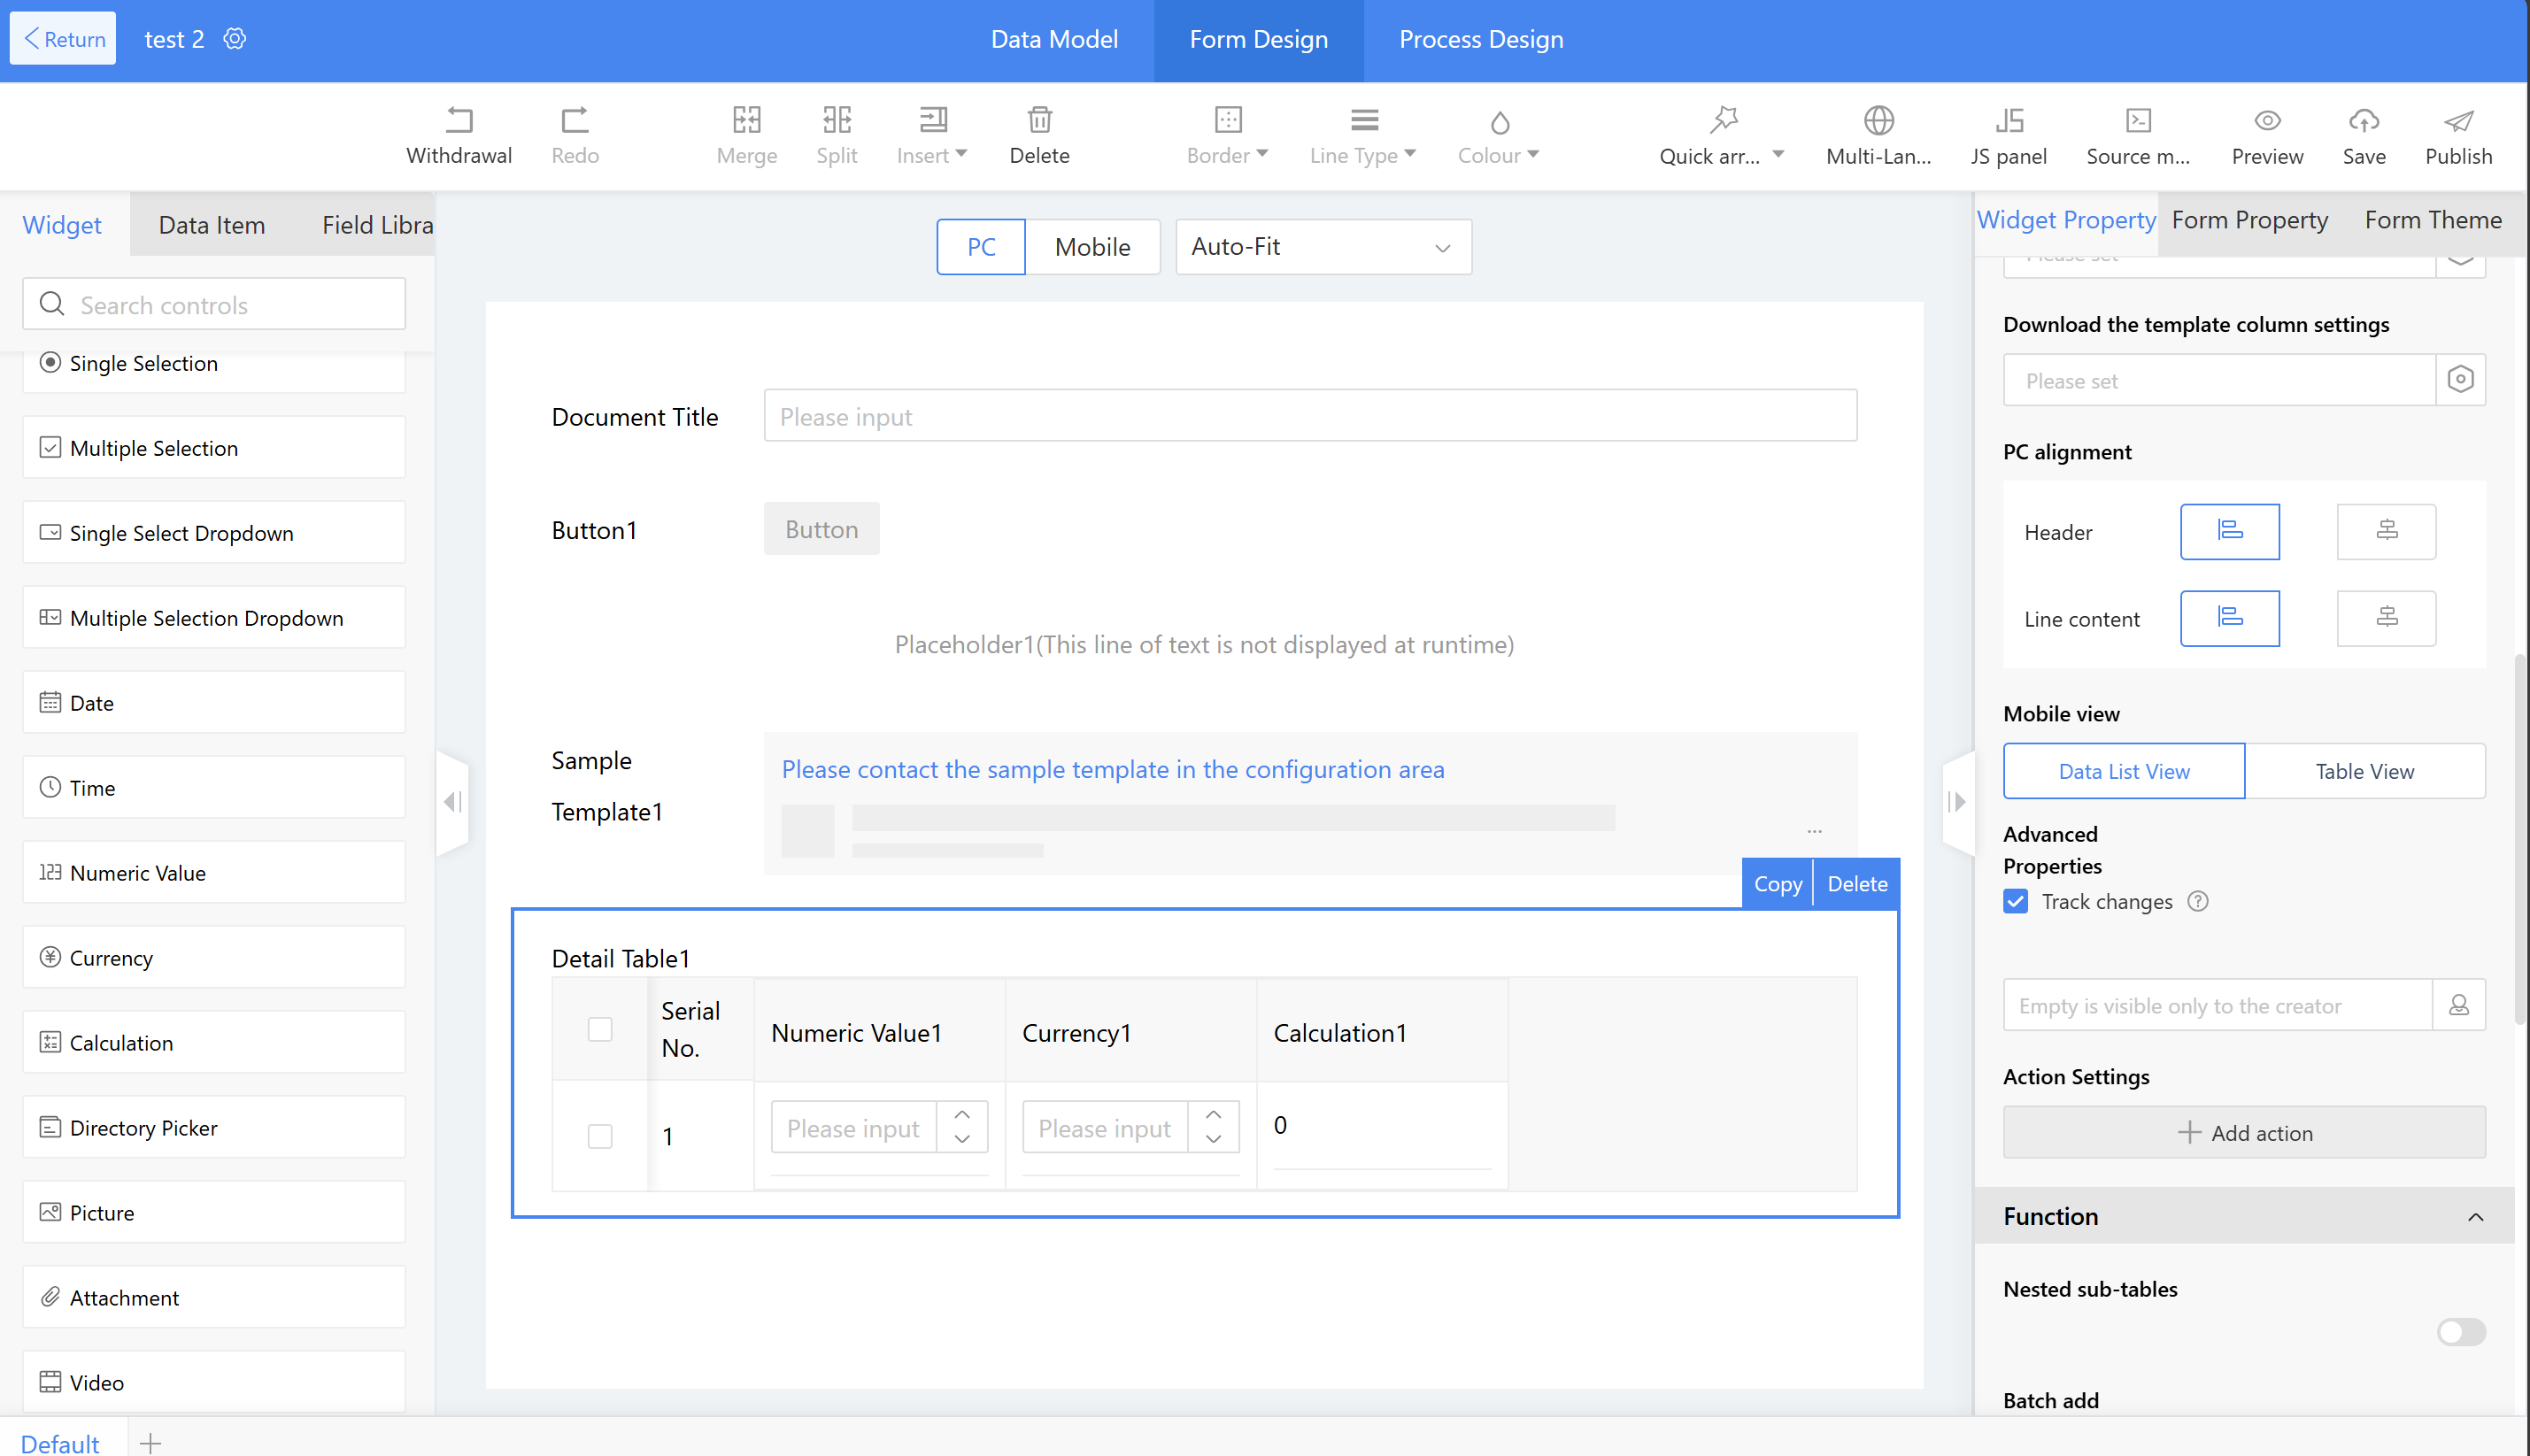 Return
test 2
Data Model
Form Design
Process Design
Withdrawal
Redo
Merge
Split
Insert
Delete
Border
Line Type
Colour
Quick arr...
Multi-Lan...
JS panel
Source m...
Preview
Save
Publish
Widget
Data Item
Field Libra
Search controls
Single Selection
Multiple Selection
Single Select Dropdown
Multiple Selection Dropdown
Date
Time
Numeric Value
Currency
Calculation
Directory Picker
Picture
Attachment
Video
Default
PC
Mobile
Auto-Fit
Document Title
Please input
Button1
Button
Placeholder1(This line of text is not displayed at runtime)
Sample
Template1
Please contact the sample template in the configuration area
...
Copy
Delete
Detail Table1
Serial
No.
Numeric Value1
Currency1
Calculation1
1
Please input
Please input
0
Widget Property
Form Property
Form Theme
Please set
Download the template column settings
Please set
PC alignment
Header
Line content
Mobile view
Data List View
Table View
Advanced
Properties
Track changes
Empty is visible only to the creator
Action Settings
Add action
Function
Nested sub-tables
Batch add